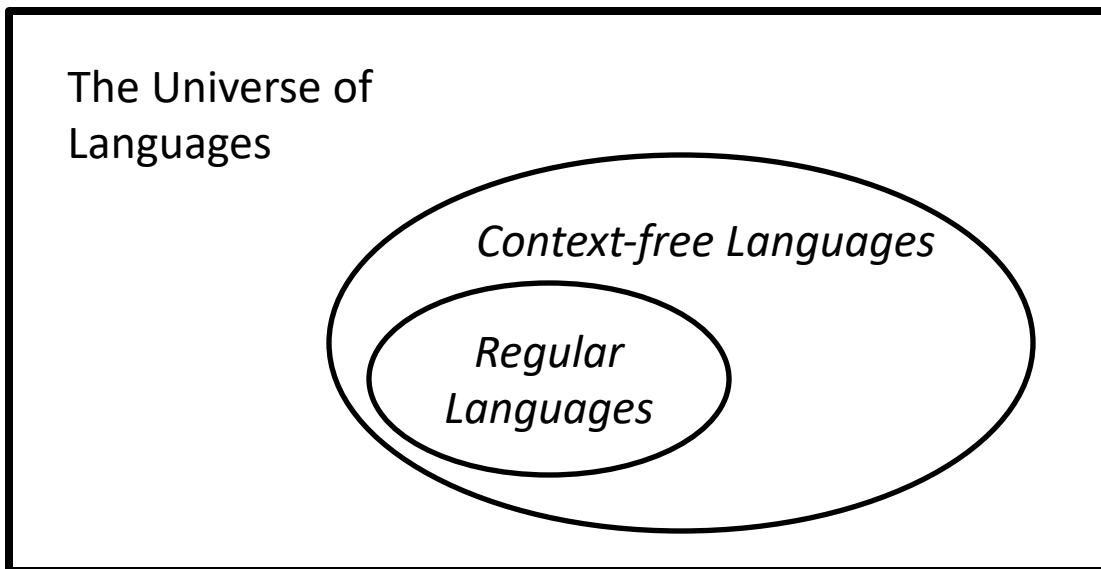 The Universe of
Languages
Context-free Languages
Regular
Languages